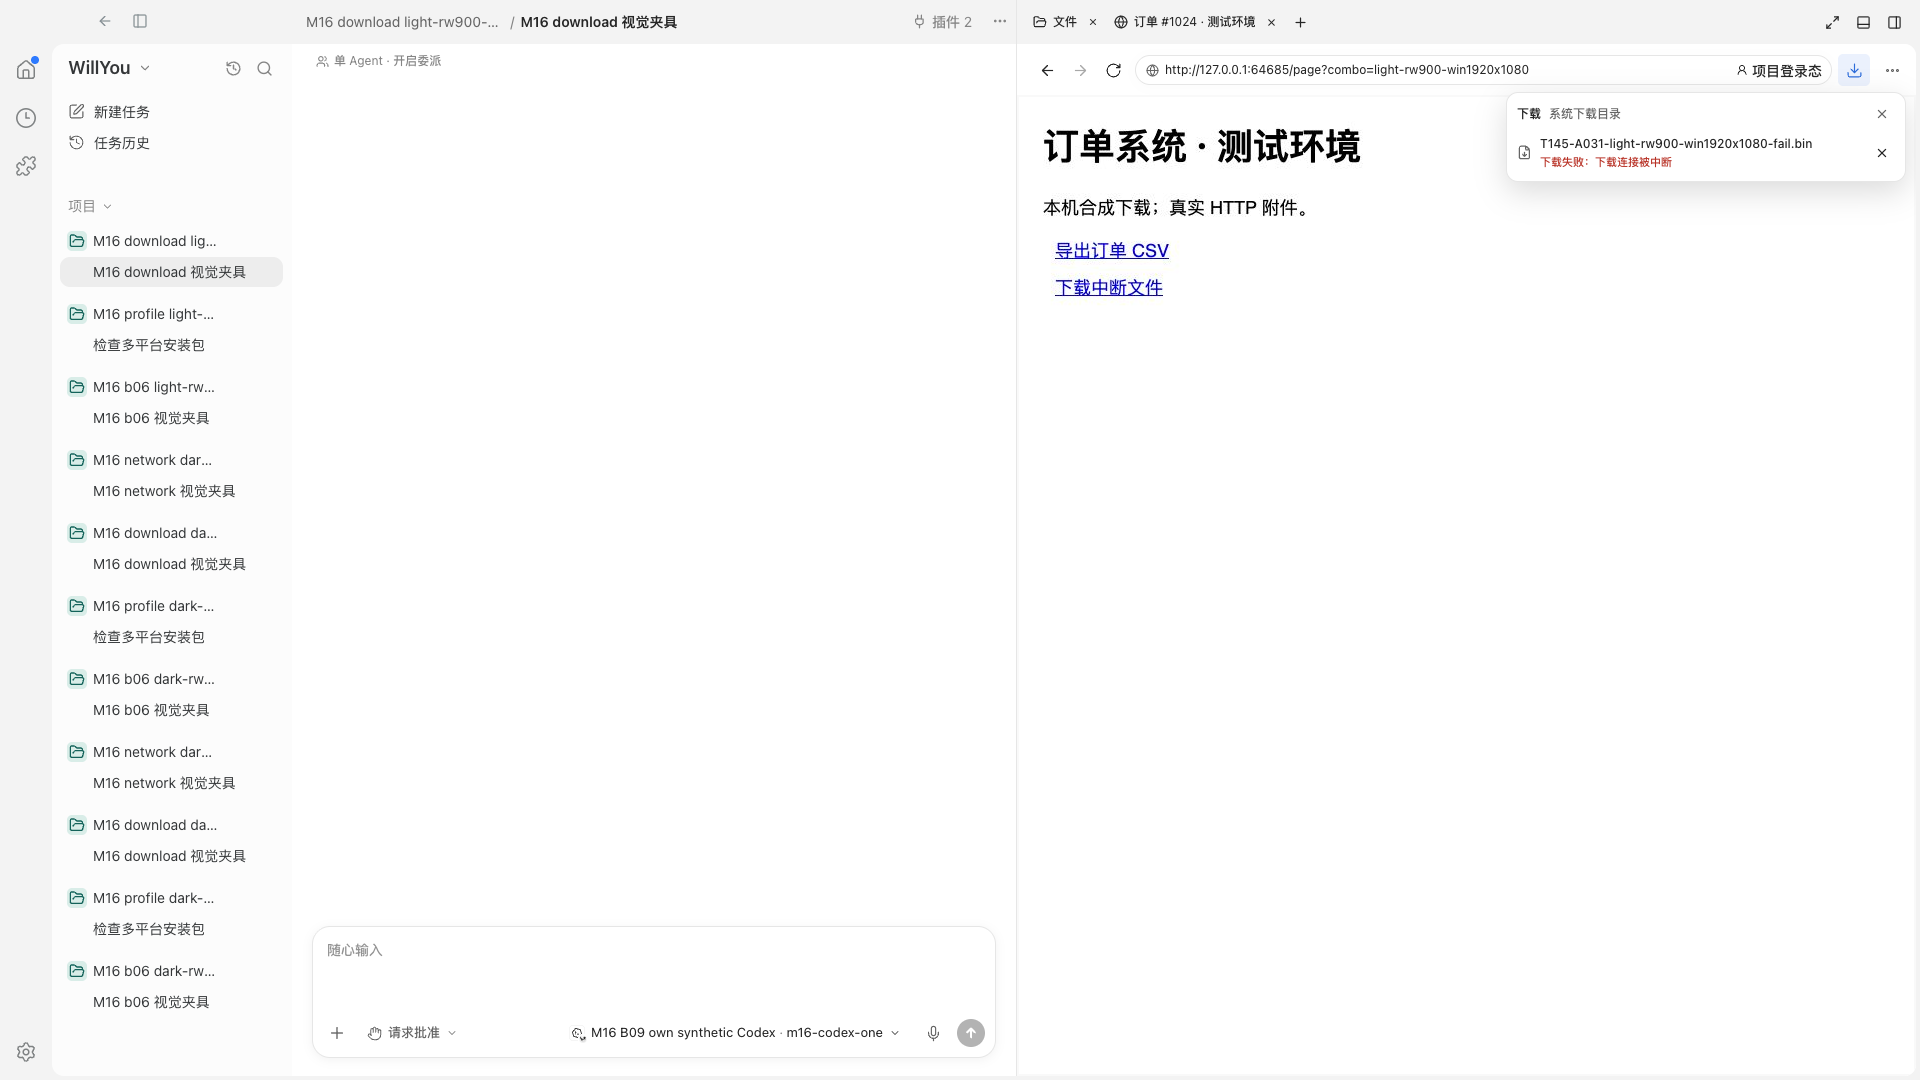 M16 download light-rw900-... / M16 download 视觉夹具
插件 2
WillYou
新建任务
任务历史
项目
M16 download lig...
M16 download 视觉夹具
M16 profile light-...
检查多平台安装包
M16 b06 light-rw...
M16 b06 视觉夹具
M16 network dar...
M16 network 视觉夹具
M16 download da...
M16 download 视觉夹具
M16 profile dark-...
检查多平台安装包
M16 b06 dark-rw...
M16 b06 视觉夹具
M16 network dar...
M16 network 视觉夹具
M16 download da...
M16 download 视觉夹具
M16 profile dark-...
检查多平台安装包
M16 b06 dark-rw...
M16 b06 视觉夹具
单 Agent · 开启委派
随心输入
请求批准
M16 B09 own synthetic Codex · m16-codex-one
文件
订单 #1024 · 测试环境
http://127.0.0.1:64685/page?combo=light-rw900-win1920x1080
项目登录态
下载 系统下载目录
T145-A031-light-rw900-win1920x1080-fail.bin
下载失败：下载连接被中断
订单系统 · 测试环境
本机合成下载；真实 HTTP 附件。
导出订单 CSV
下载中断文件